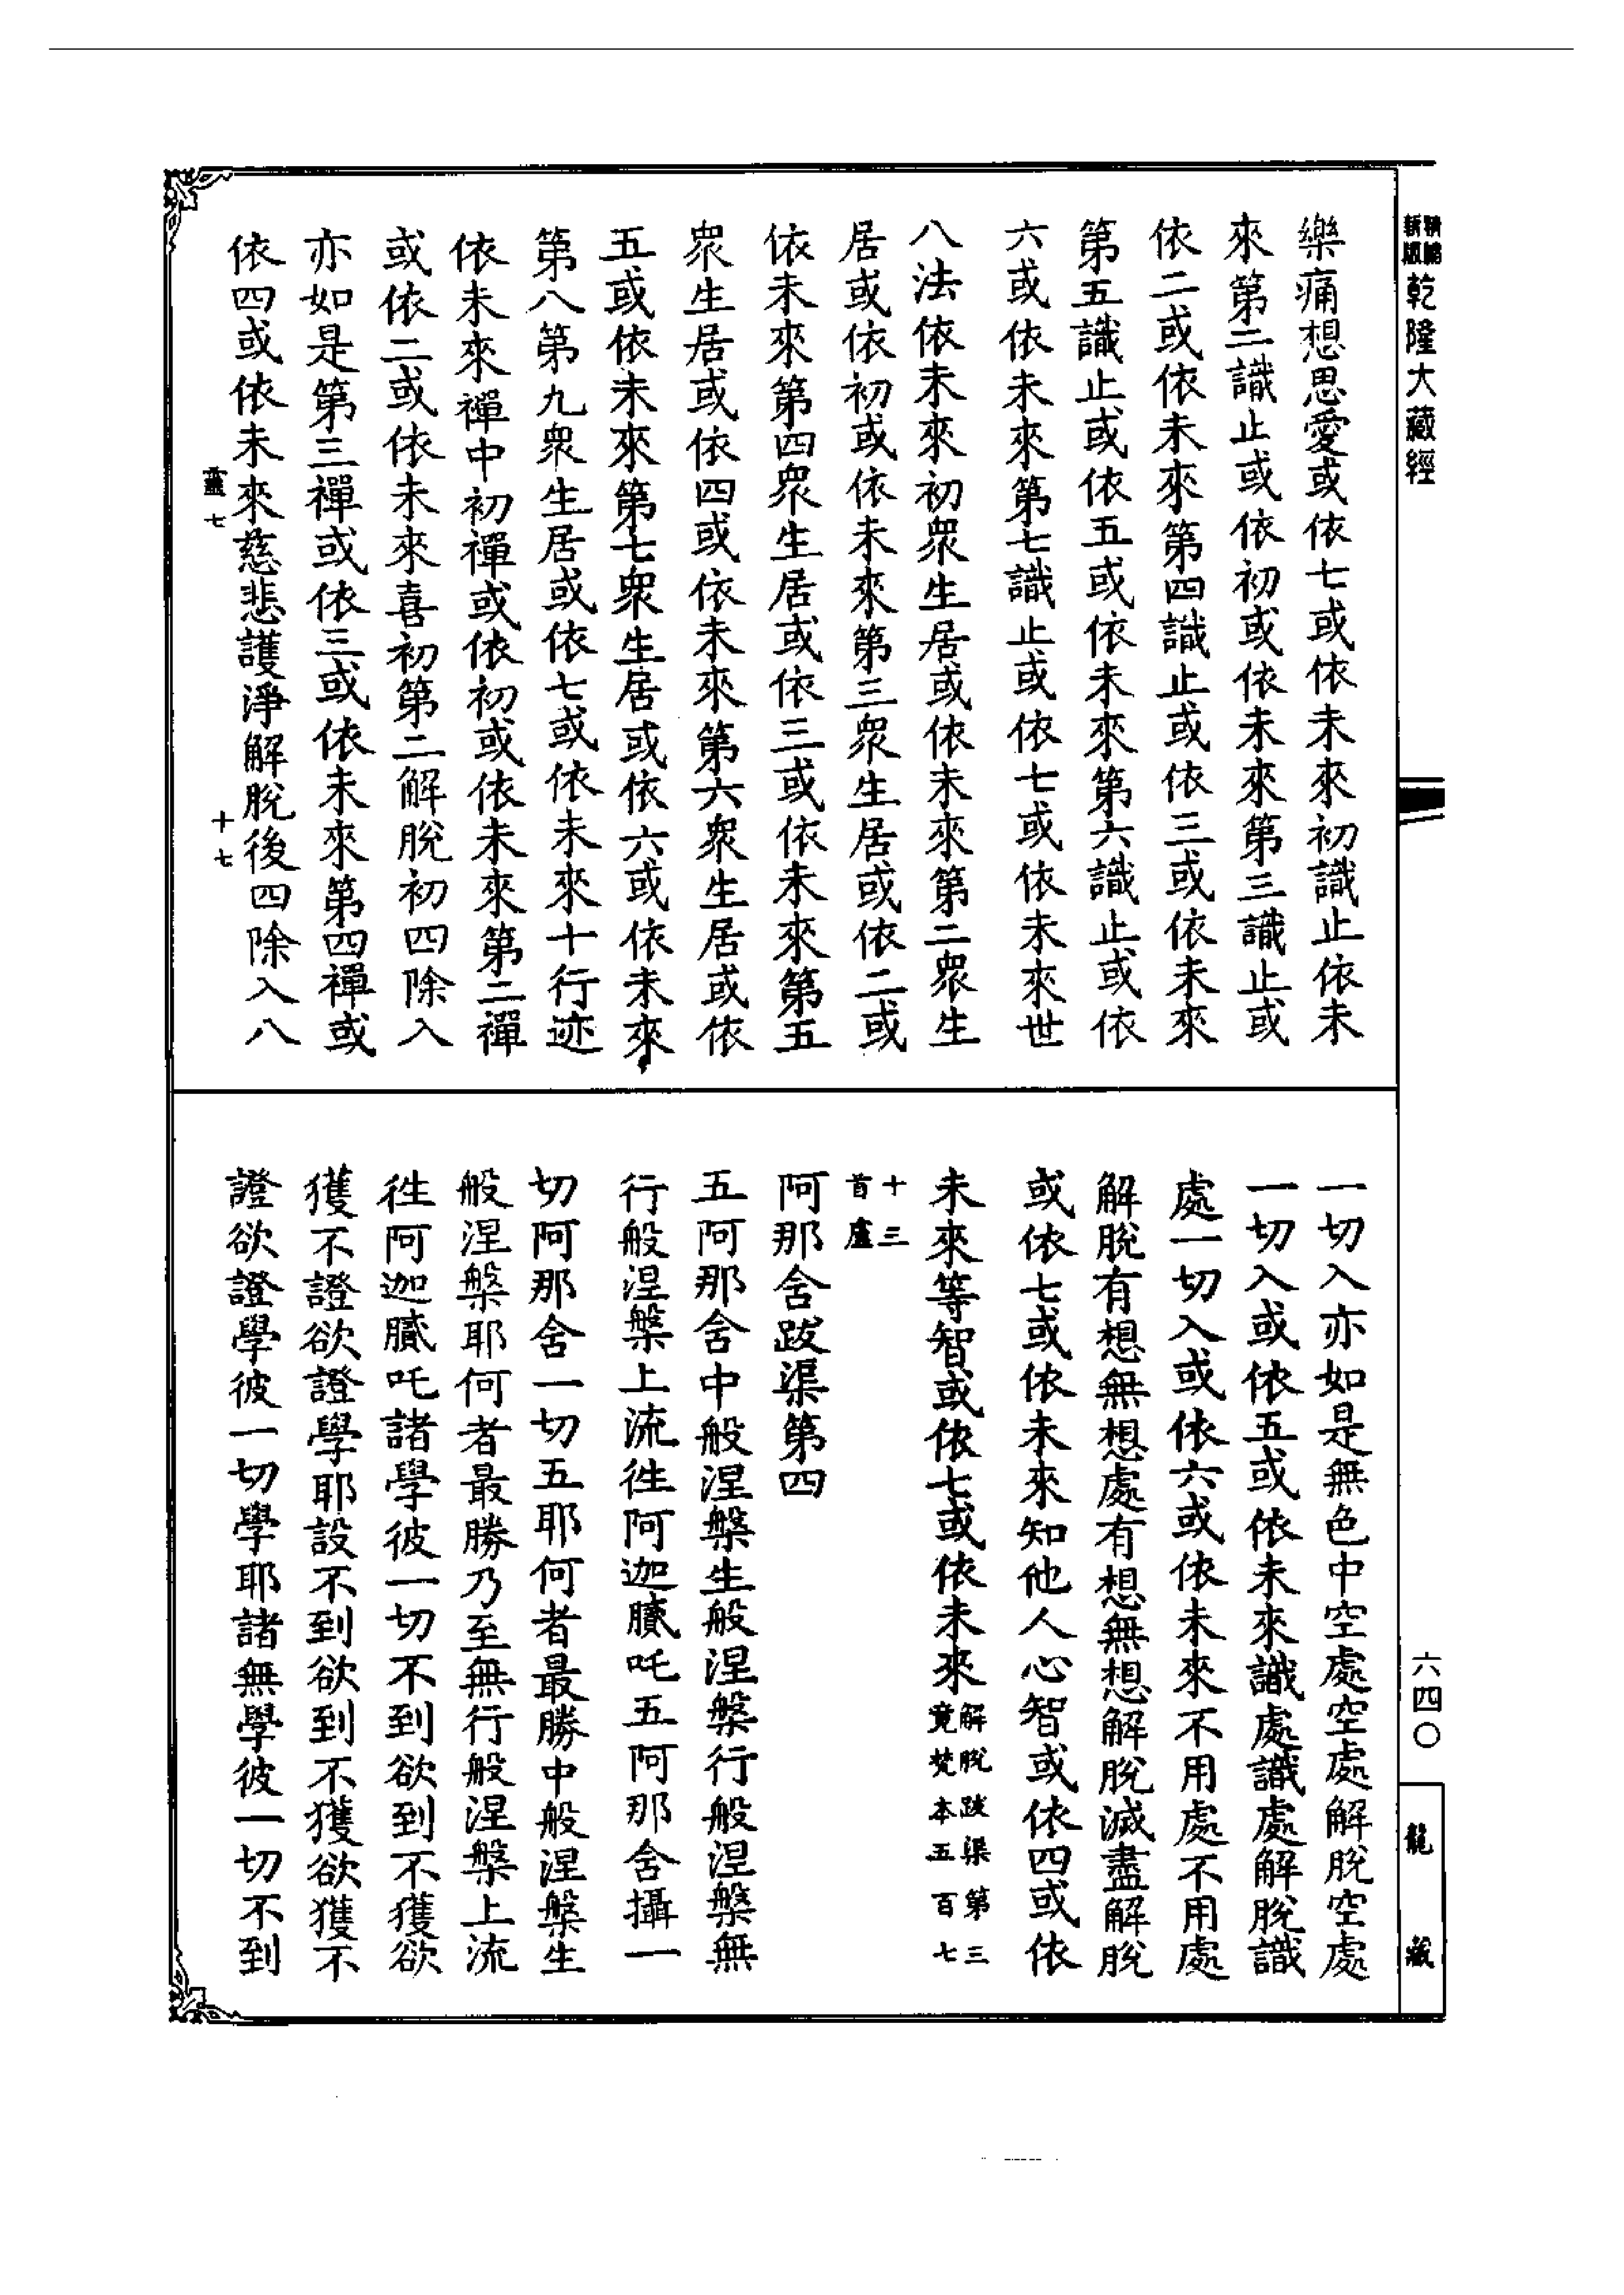 新編
新版
乾隆大藏經
樂痛想思愛或依七或依未來初識止依未
來第二識止或依初或依未來第三識止或
依二或依未來第四識止或依三或依未來
第五識止或依五或依未來第六識止或依
六或依未來第七識止或依七或依未來世
八法依未來初眾生居或依未來第二眾生
居或依初或依未來第三眾生居或依二或
依未來第四眾生居或依三或依未來第五
眾生居或依四或依未來第六眾生居或依
五或依未來第七眾生居或依六或依未來
第八第九眾生居或依七或依未來十行迹
依未來禪中初禪或依初或依未來第二禪
或依二或依未來喜初第二解脫初四除入
亦如是第三禪或依三或依未來第四禪或
依四或依未來慈悲護淨解脫後四除入八
靈七
十七
一切入亦如是無色中空處空處解脫空處
一切入或依五或依未來識處識處解脫識
處一切入或依六或依未來不用處不用處
解脫有想無想處有想無想解脫滅盡解脫
或依七或依未來知他人心智或依四或依
未來等智或依七或依未來解脫跋渠第三
竟梵本五百七
十三
首盧
阿那舍跋渠第四
五阿那舍中般涅槃生般涅槃行般涅槃無
行般涅槃上流往阿迦膩吒五阿那舍攝一
切阿那舍一切五耶何者最勝中般涅槃生
般涅槃耶何者最勝乃至無行般涅槃上流
往阿迦膩吒諸學彼一切不到欲到不獲欲
獲不證欲證學耶設不到欲到不獲欲獲不
證欲證學彼一切學耶諸無學彼一切不到
六四〇
龍藏